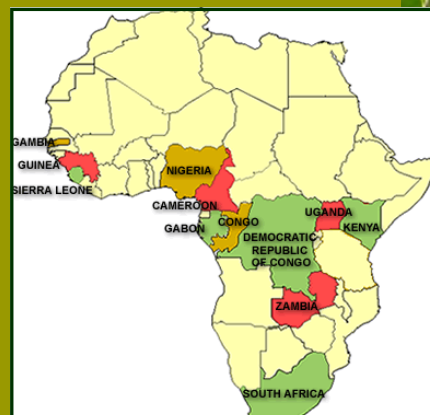 GAMBIA
NIGERIA
GUINEA
SIERRA LEONE
CAMEROON
UGANDA
CONGO
GABON
KENYA
DEMOCRATIC
REPUBLIC
OF CONGO
ZAMBIA
SOUTH AFRICA